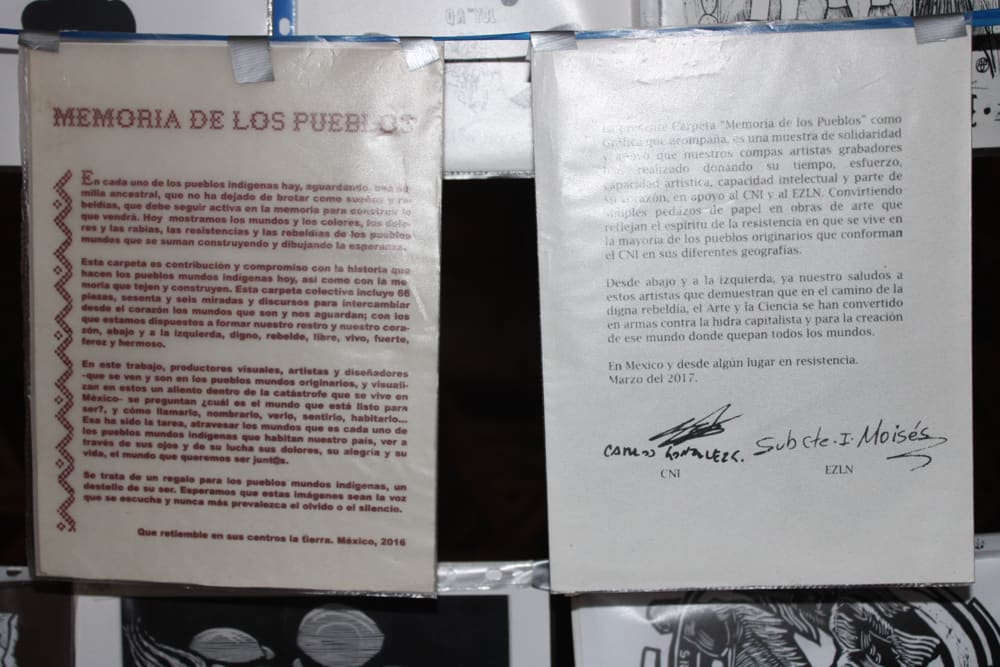 MEMORIA DE LOS PUEBLOS
En cada uno de los pueblos indígenas hay, aguardando, una se-
milla ancestral, que no ha dejado de brotar como sueños y re-
beldías, que debe seguir activa en la memoria para construir lo
que vendrá. Hoy mostramos los mundos y los colores, los dolo-
res y las rabias, las resistencias y las rebeldías de los pueblos
mundos que se suman construyendo y dibujando la esperanza.
Esta carpeta es contribución y compromiso con la historia que
hacen los pueblos mundos indígenas hoy, así como con la me-
moria que tejen y construyen. Esta carpeta colectivo incluye 66
piezas, sesenta y seis miradas y discursos para intercambiar
desde el corazón los mundos que son y nos aguardan; con los
que estamos dispuestos a formar nuestro rostro y nuestro cora-
zón, abajo y a la izquierda, digno, rebelde, libre, vivo, fuerte,
feroz y hermoso.
En este trabajo, productores visuales, artistas y diseñadores
-que se ven y son en los pueblos mundos originarios, y visuali-
zan en estos un aliento dentro de la catástrofe que se vive en
México- se preguntan ¿cuál es el mundo que está listo para
ser?, y cómo llamarlo, nombrarlo, verlo, sentirlo, habitarlo...
Esa ha sido la tarea, atravesar los mundos que es cada uno de
los pueblos mundos indígenas que habitan nuestro país, ver a
través de sus ojos y de su lucha sus dolores, su alegría y su
vida, el mundo que queremos ser junt@s.
Se trata de un regalo para los pueblos mundos indígenas, un
destello de su ser. Esperamos que estas imágenes sean la voz
que se escucha y nunca más prevalezca el olvido o el silencio.
Que retiemble en sus centros la tierra. México, 2016
La presente Carpeta "Memoria de los Pueblos" como
Gráfica que acompaña, es una muestra de solidaridad
y apoyo que nuestros compas artistas grabadores
han realizado donando su tiempo, esfuerzo,
capacidad artística, capacidad intelectual y parte de
su corazón, en apoyo al CNI y al EZLN. Convirtiendo
simples pedazos de papel en obras de arte que
reflejan el espíritu de la resistencia en que se vive en
la mayoría de los pueblos originarios que conforman
el CNI en sus diferentes geografías.
Desde abajo y a la izquierda, ya nuestro saludos a
estos artistas que demuestran que en el camino de la
digna rebeldía, el Arte y la Ciencia se han convertido
en armas contra la hidra capitalista y para la creación
de ese mundo donde quepan todos los mundos.
En Mexico y desde algún lugar en resistencia.
Marzo del 2017.
CARLOS GONZALEZ G. SubCte. I. Moisés
CNI EZLN